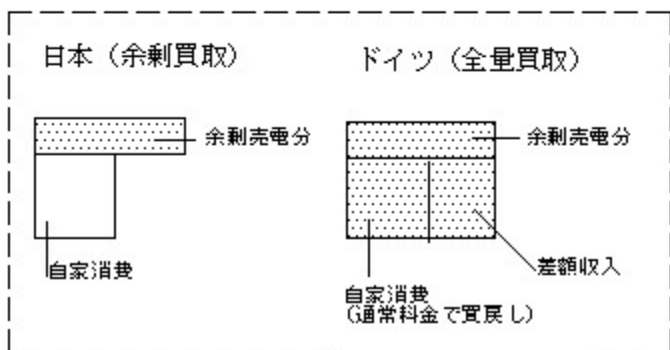 日本（余剰買取）
ドイツ（全量買取）
余剰売電分
余剰売電分
自家消費
差額収入
自家消費
（通常料金で買戻し）